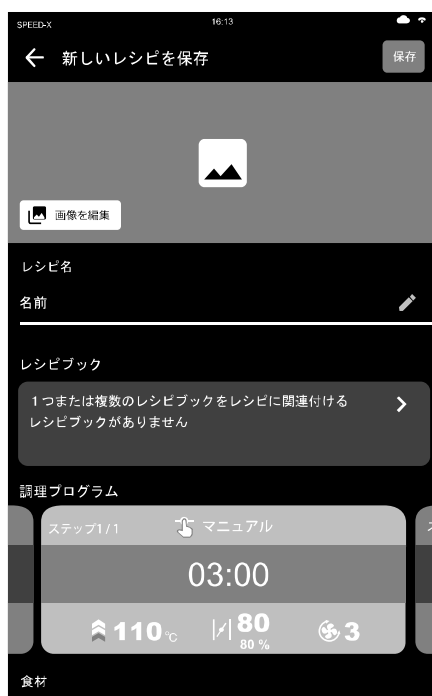 SPEED-X 16:13
新しいレシピを保存 保存
画像を編集
レシピ名
名前
レシピブック
1つまたは複数のレシピブックをレシピに関連付ける
レシピブックがありません
調理プログラム
ステップ1/1 マニュアル
03:00
110℃ 80 3
80 %
食材